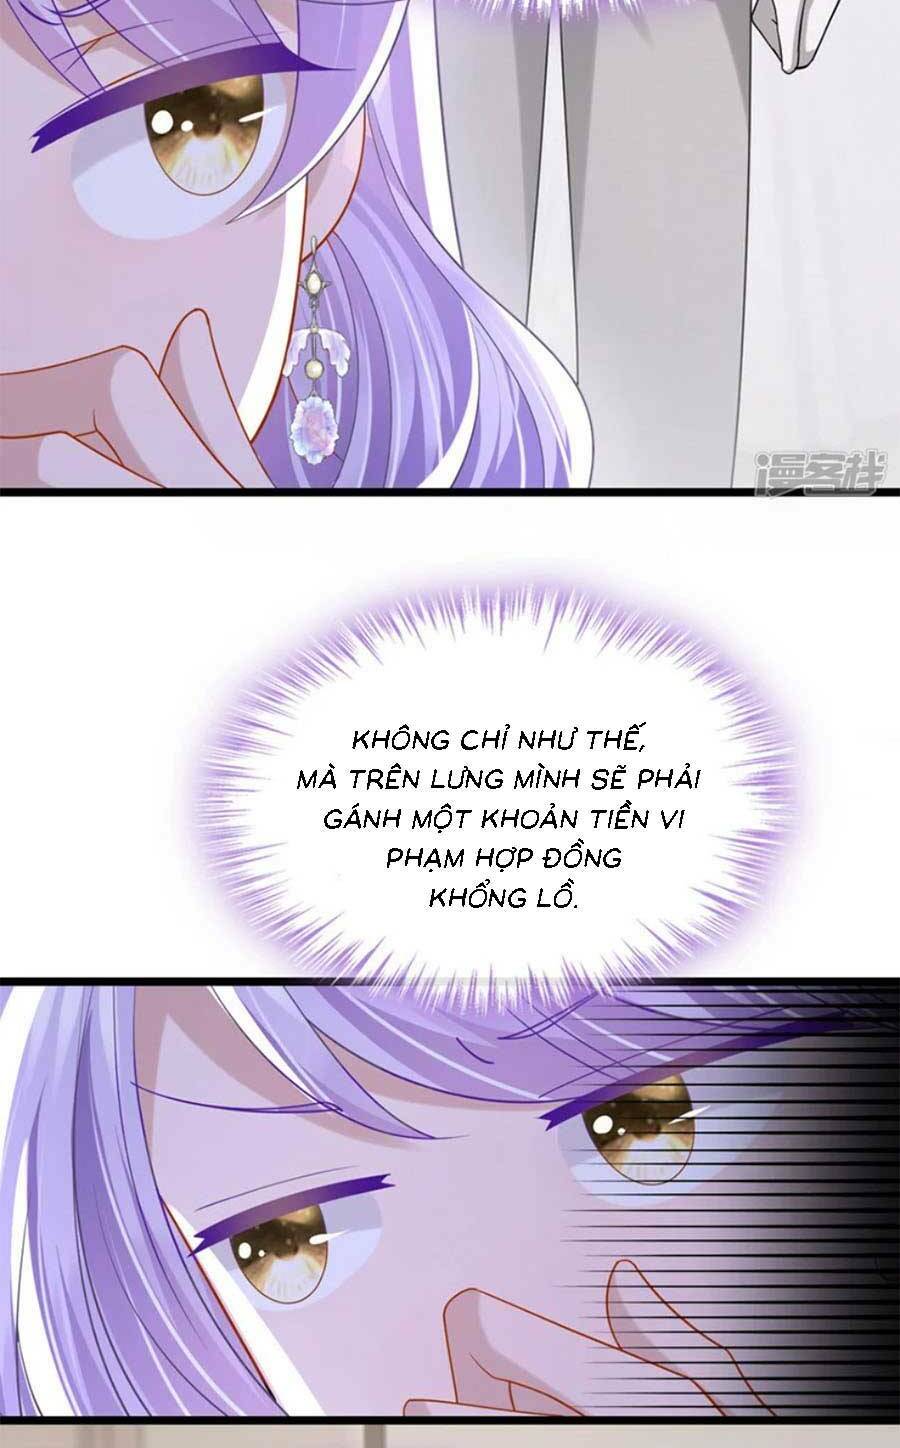 漫客栈
KHÔNG CHỈ NHƯ THẾ,
MÀ TRÊN LƯNG MÌNH SẼ PHẢI
GÁNH MỘT KHOẢN TIỀN VI
PHẠM HỢP ĐỒNG
KHỔNG LỒ.